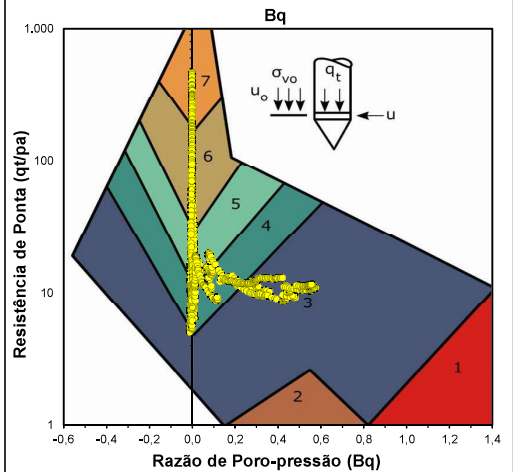 Bq
Resistência de Ponta (qt/pa)
1.000
100
10
1
σvo
uo
qt
u
7
6
5
4
3
2
1
-0,6 -0,4 -0,2 0,0 0,2 0,4 0,6 0,8 1,0 1,2 1,4
Razão de Poro-pressão (Bq)